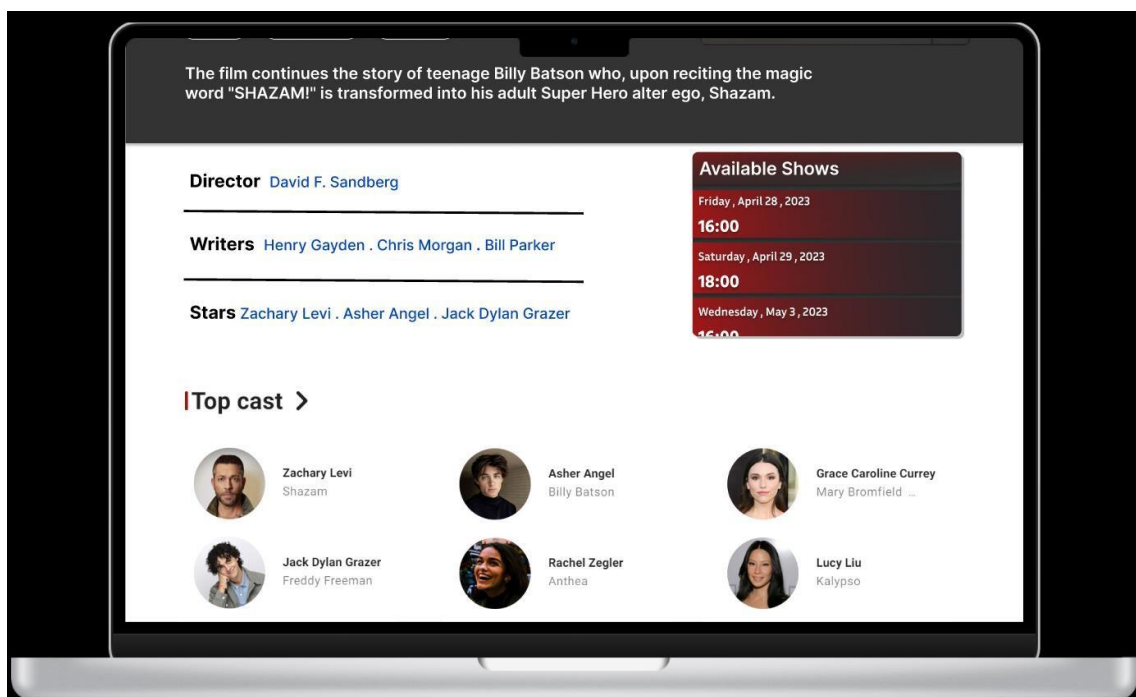 The film continues the story of teenage Billy Batson who, upon reciting the magic
word "SHAZAM!" is transformed into his adult Super Hero alter ego, Shazam.
Director David F. Sandberg
Writers Henry Gayden . Chris Morgan . Bill Parker
Stars Zachary Levi . Asher Angel . Jack Dylan Grazer
Available Shows
Friday , April 28 , 2023
16:00
Saturday , April 29 , 2023
18:00
Wednesday , May 3 , 2023
16:00
Top cast >
Zachary Levi
Shazam
Asher Angel
Billy Batson
Grace Caroline Currey
Mary Bromfield ...
Jack Dylan Grazer
Freddy Freeman
Rachel Zegler
Anthea
Lucy Liu
Kalypso